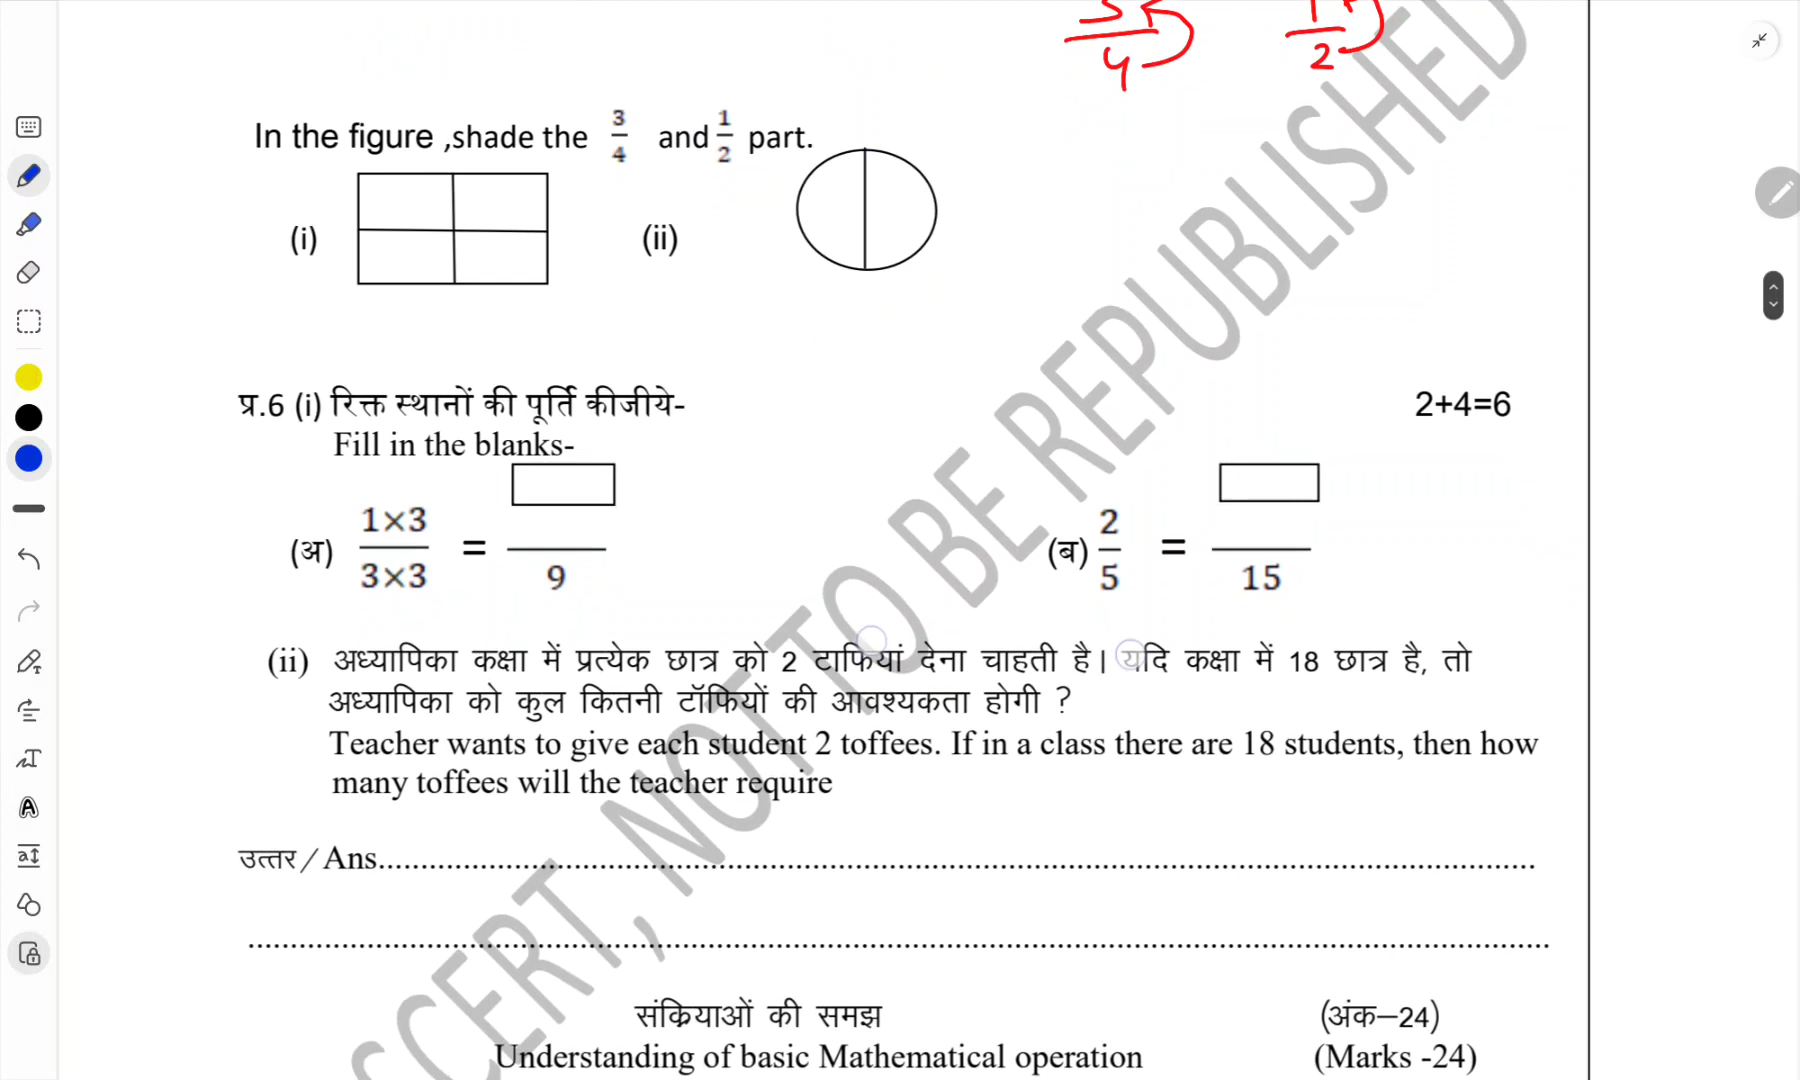 3/4 1/2
In the figure ,shade the 3/4 and 1/2 part.
(i) (ii)
प्र.6 (i) रिक्त स्थानों की पूर्ति कीजीये- 2+4=6
Fill in the blanks-
(अ) 1×3/3×3 = /9 (ब) 2/5 = /15
(ii) अध्यापिका कक्षा में प्रत्येक छात्र को 2 टाफियां देना चाहती है। यदि कक्षा में 18 छात्र है, तो
अध्यापिका को कुल कितनी टॉफियों की आवश्यकता होगी ?
Teacher wants to give each student 2 toffees. If in a class there are 18 students, then how
many toffees will the teacher require
उत्तर / Ans.........................................................................................................................................
..........................................................................................................................................................
संक्रियाओं की समझ (अंक–24)
Understanding of basic Mathematical operation (Marks -24)
CERT, NOT TO BE REPUBLISHED